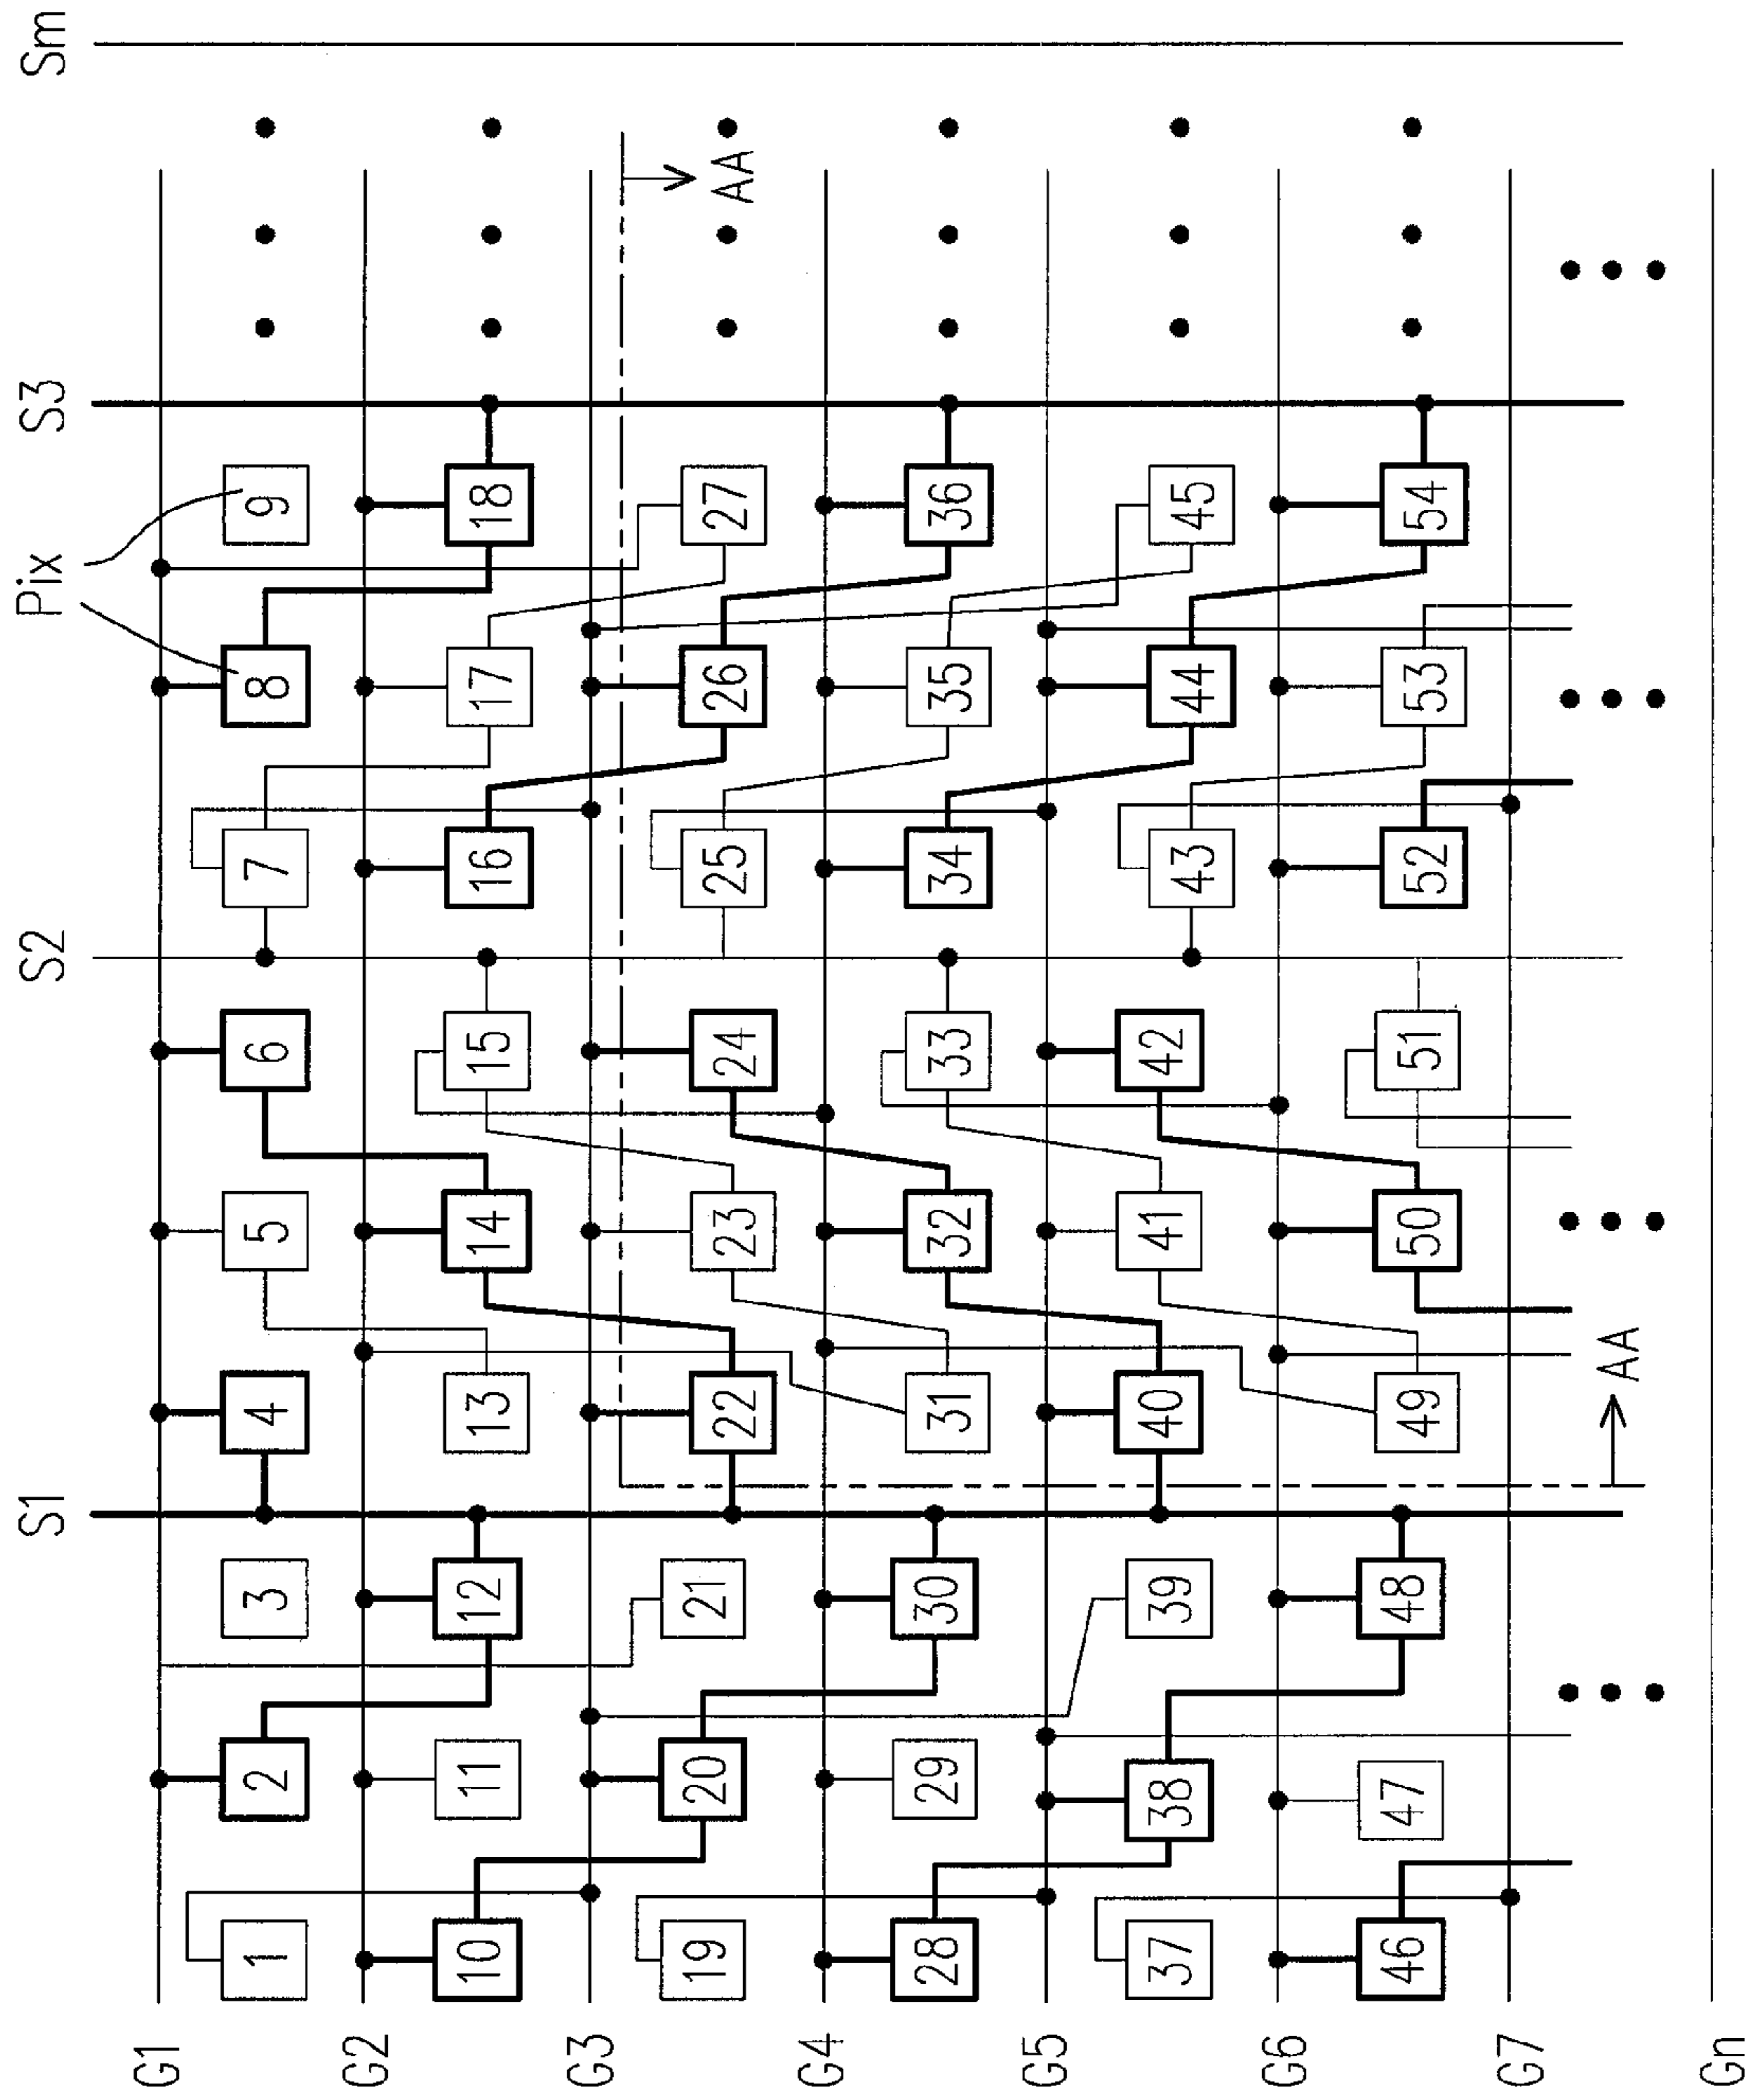 S1 S2 Pix S3 Sm
G1
1 2 3 4 5 6 7 8 9
G2
10 11 12 13 14 15 16 17 18
G3
19 20 21 22 23 24 25 26 27 AA
G4
28 29 30 31 32 33 34 35 36
G5
37 38 39 40 41 42 43 44 45
G6
46 47 48 49 50 51 52 53 54
G7
AA
Gn